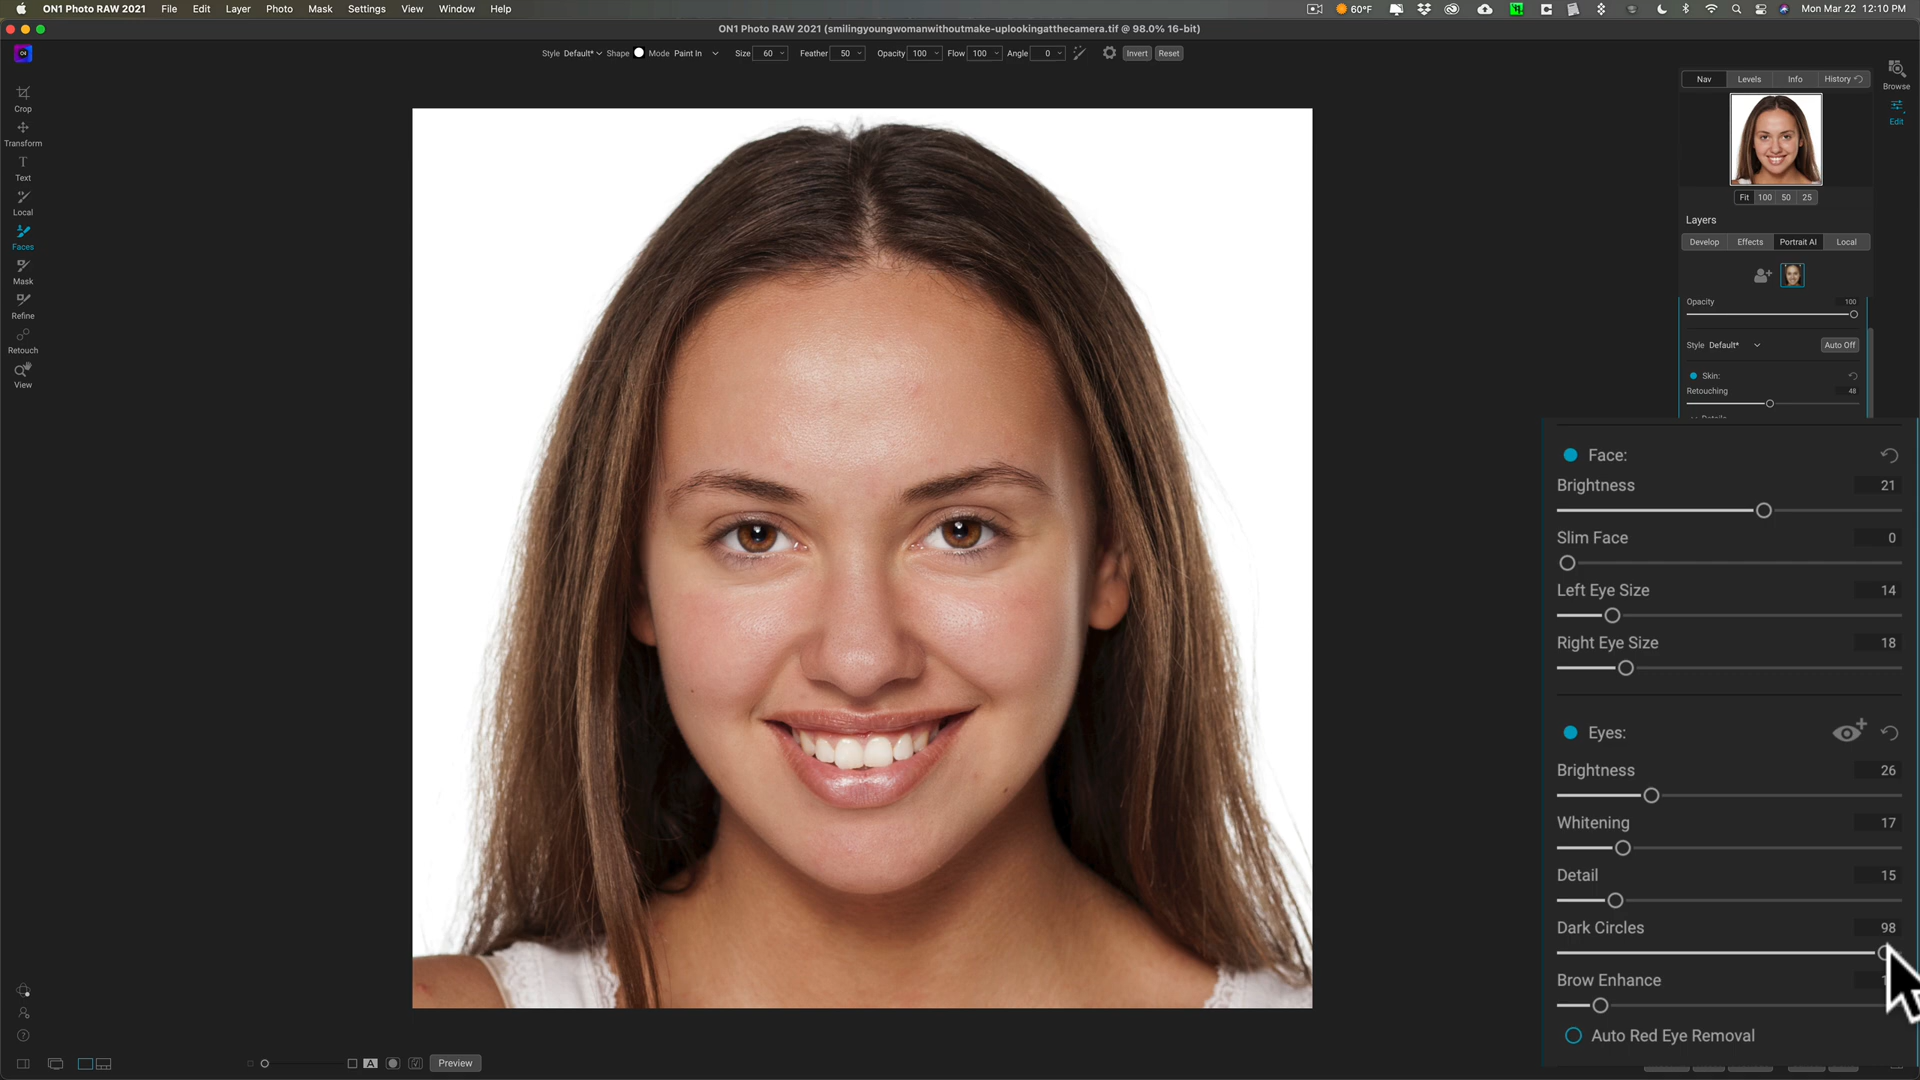 ON1 Photo RAW 2021 File Edit Layer Photo Mask Settings View Window Help 60°F Mon Mar 22 12:10 PM
ON1 Photo RAW 2021 (smilingyoungwomanwithoutmake-uplookingatthecamera.tif @ 98.0% 16-bit)
Style Default* Shape Mode Paint In Size 60 Feather 50 Opacity 100 Flow 100 Angle 0 Invert Reset
Crop
Transform
Text
Local
Faces
Mask
Refine
Retouch
View
Nav Levels Info History
Browse
Edit
Fit 100 50 25
Layers
Develop Effects Portrait AI Local
Opacity 100
Style Default* Auto Off
Skin:
Retouching 48
Face:
Brightness 21
Slim Face 0
Left Eye Size 14
Right Eye Size 18
Eyes:
Brightness 26
Whitening 17
Detail 15
Dark Circles 98
Brow Enhance
Auto Red Eye Removal
A Preview